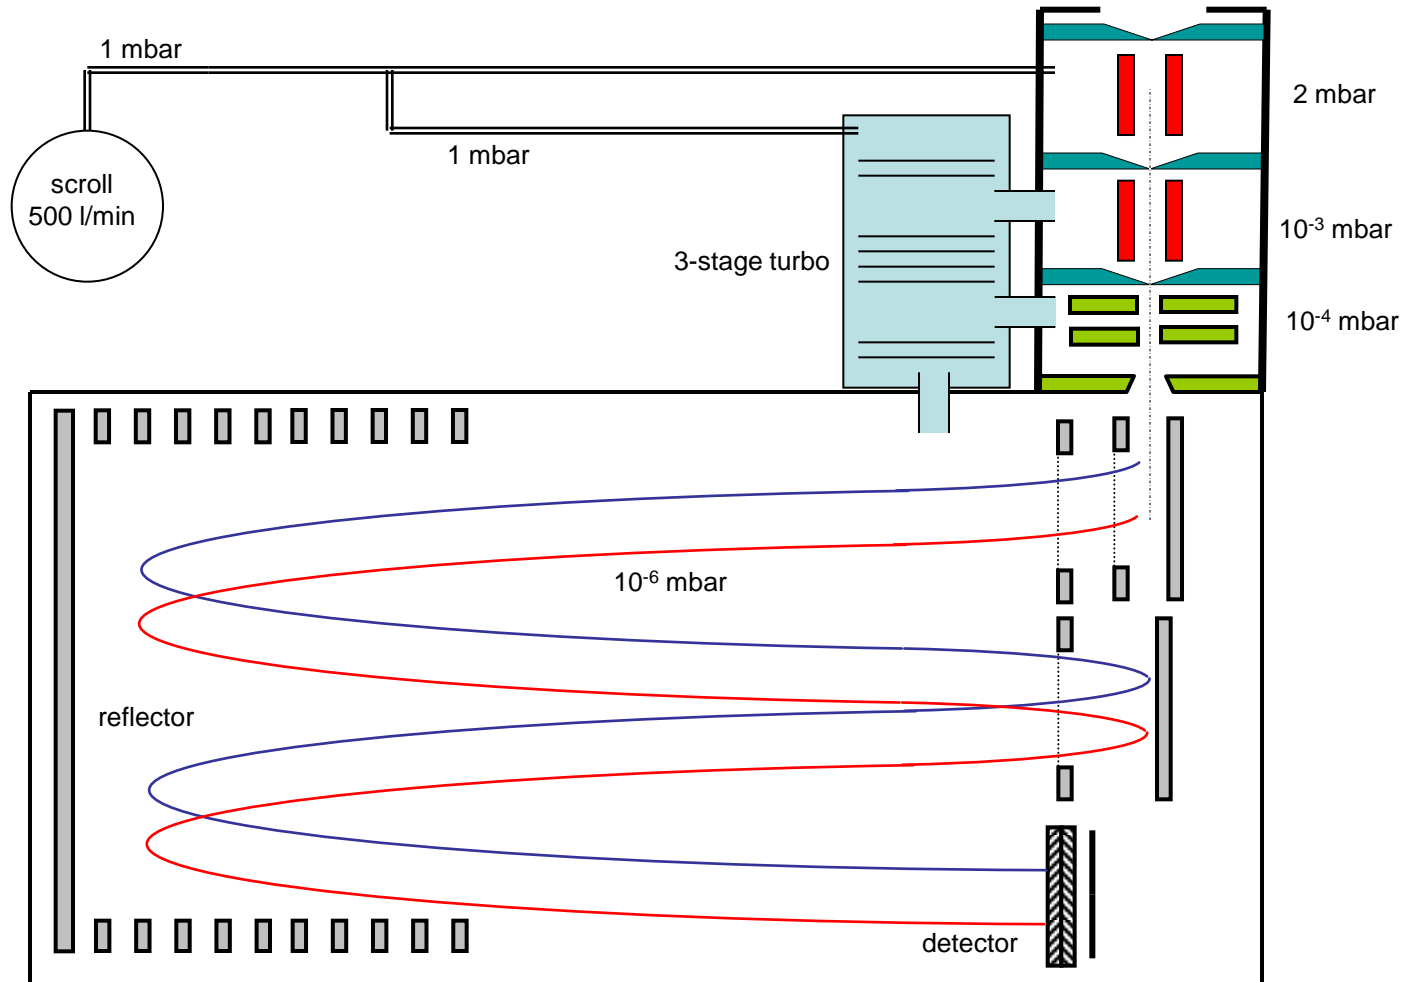 1 mbar
2 mbar
1 mbar
scroll
500 l/min
10⁻³ mbar
3-stage turbo
10⁻⁴ mbar
10⁻⁶ mbar
reflector
detector